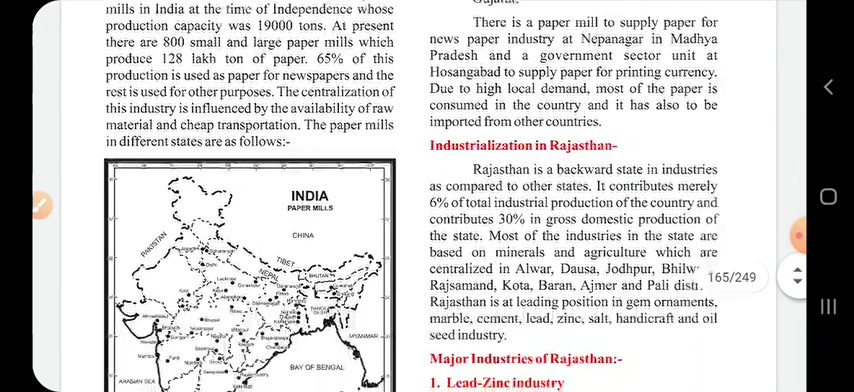 mills in India at the time of Independence whose
production capacity was 19000 tons. At present
there are 800 small and large paper mills which
produce 128 lakh ton of paper. 65% of this
production is used as paper for newspapers and the
rest is used for other purposes. The centralization of
this industry is influenced by the availability of raw
material and cheap transportation. The paper mills
in different states are as follows:-
INDIA
PAPER MILLS
CHINA
PAKISTAN
TIBET
NEPAL
BHUTAN
MYANMAR
BAY OF BENGAL
ARABIAN SEA
There is a paper mill to supply paper for
news paper industry at Nepanagar in Madhya
Pradesh and a government sector unit at
Hosangabad to supply paper for printing currency.
Due to high local demand, most of the paper is
consumed in the country and it has also to be
imported from other countries.
Industrialization in Rajasthan-
Rajasthan is a backward state in industries
as compared to other states. It contributes merely
6% of total industrial production of the country and
contributes 30% in gross domestic production of
the state. Most of the industries in the state are
based on minerals and agriculture which are
centralized in Alwar, Dausa, Jodhpur, Bhilw
Rajsamand, Kota, Baran, Ajmer and Pali distr
Rajasthan is at leading position in gem ornaments,
marble, cement, lead, zinc, salt, handicraft and oil
seed industry.
Major Industries of Rajasthan:-
1. Lead-Zinc industry
165/249